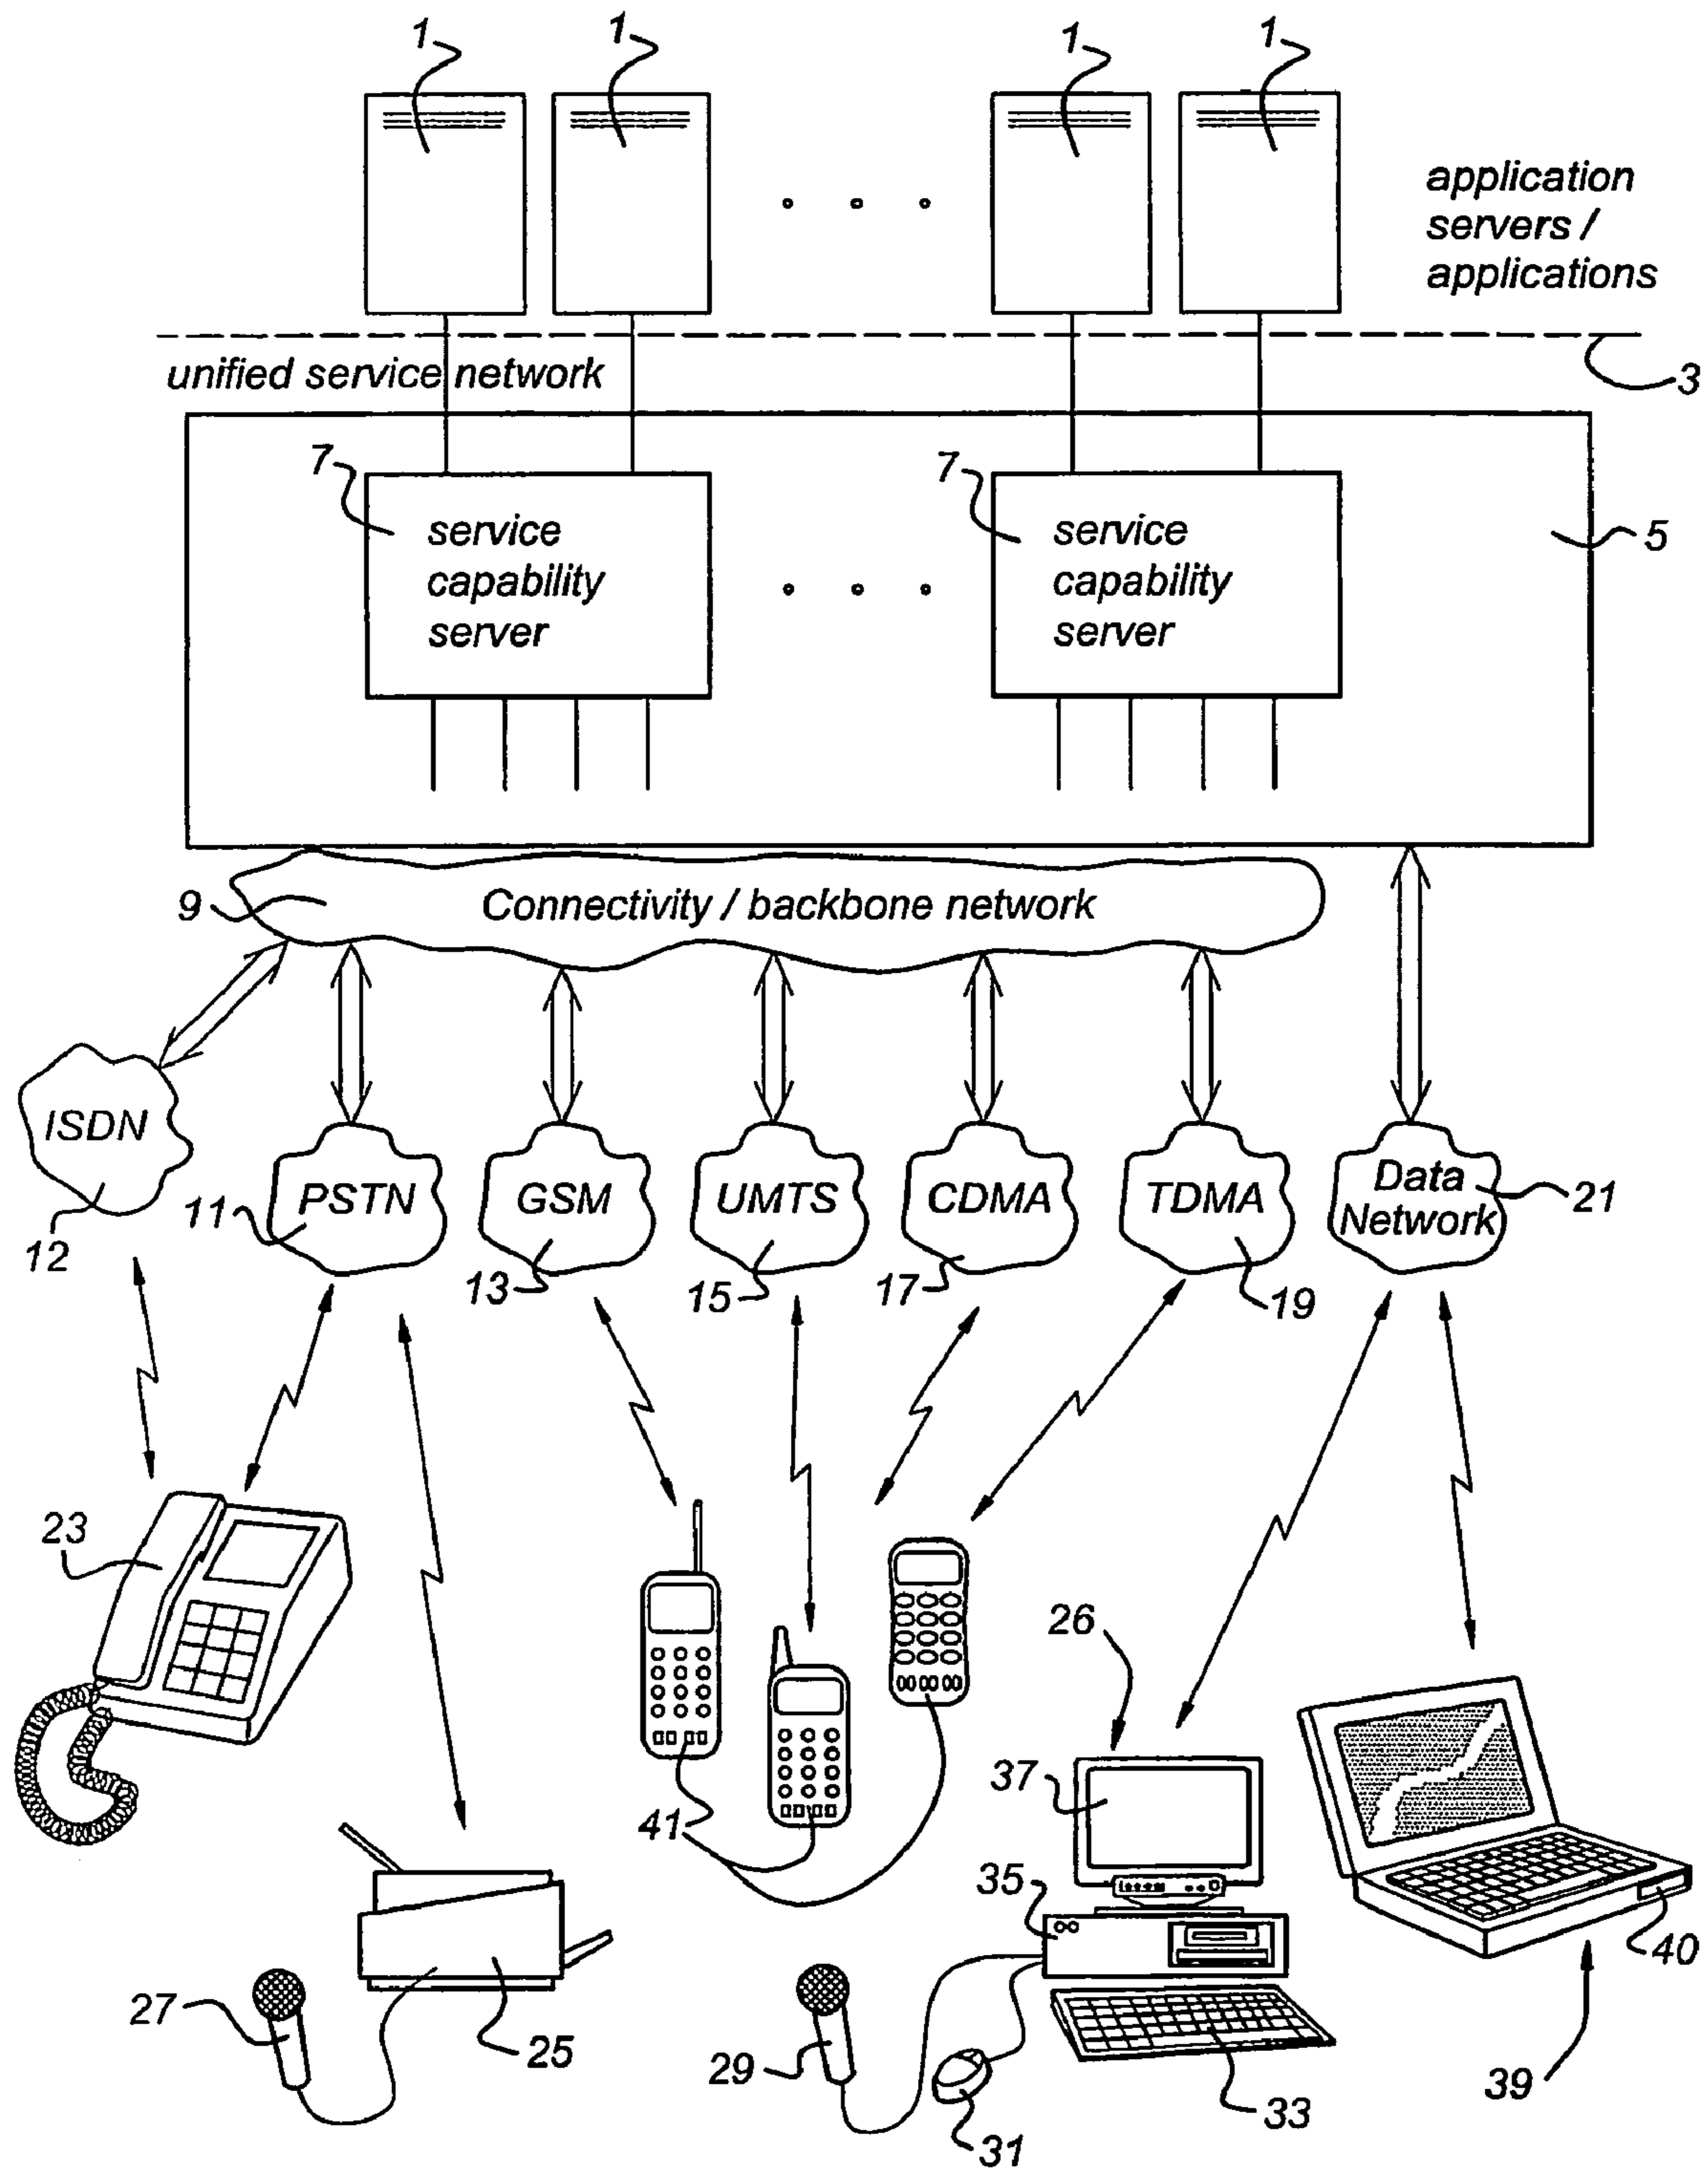 1
1
1
1
application
servers /
applications
unified service network
3
7
7
service
capability
server
service
capability
server
5
9
Connectivity / backbone network
ISDN
PSTN
GSM
UMTS
CDMA
TDMA
Data
Network
21
11
12
13
15
17
19
23
26
37
41
35
40
27
25
29
39
33
31